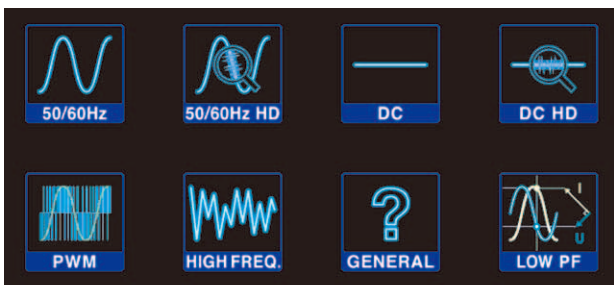 50/60Hz
50/60Hz HD
DC
DC HD
PWM
HIGH FREQ.
?
GENERAL
I
U
LOW PF